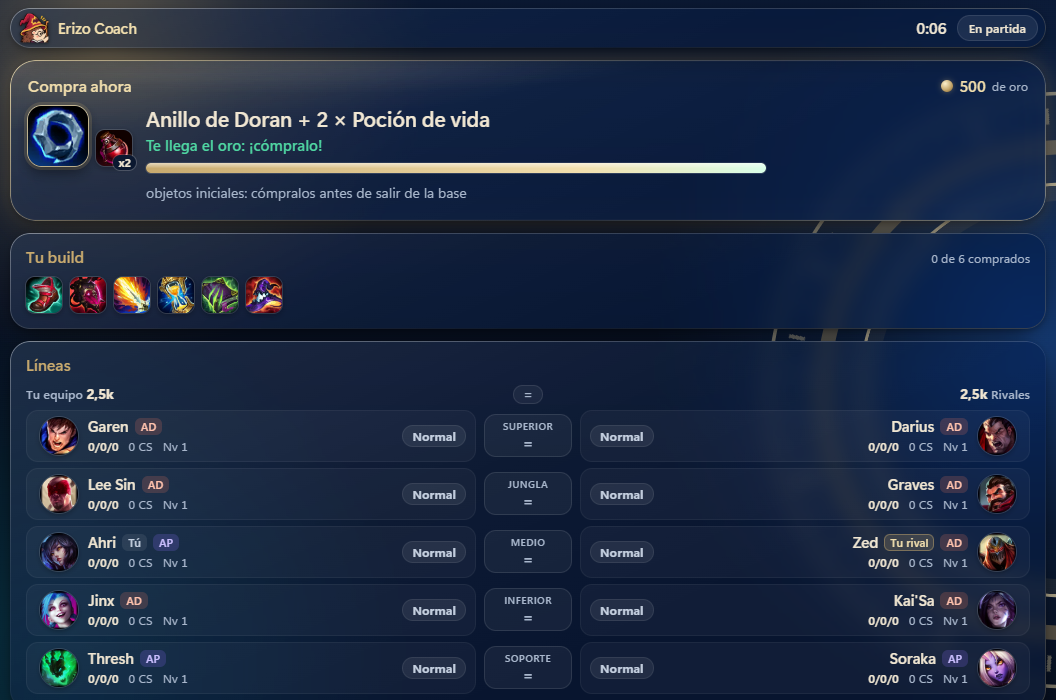 Erizo Coach
0:06 En partida
Compra ahora
500 de oro
Anillo de Doran + 2 × Poción de vida
Te llega el oro: ¡cómpralo!
x2
objetos iniciales: cómpralos antes de salir de la base
Tu build
0 de 6 comprados
Líneas
Tu equipo 2,5k
=
2,5k Rivales
Garen AD
0/0/0 0 CS Nv 1
Normal
SUPERIOR
=
Normal
Darius AD
0/0/0 0 CS Nv 1
Lee Sin AD
0/0/0 0 CS Nv 1
Normal
JUNGLA
=
Normal
Graves AD
0/0/0 0 CS Nv 1
Ahri Tú AP
0/0/0 0 CS Nv 1
Normal
MEDIO
=
Normal
Zed Tu rival AD
0/0/0 0 CS Nv 1
Jinx AD
0/0/0 0 CS Nv 1
Normal
INFERIOR
=
Normal
Kai'Sa AD
0/0/0 0 CS Nv 1
Thresh AP
0/0/0 0 CS Nv 1
Normal
SOPORTE
=
Normal
Soraka AP
0/0/0 0 CS Nv 1